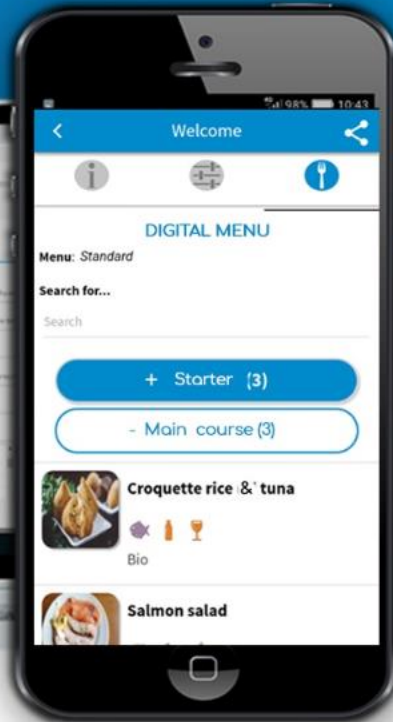 98% 10:43
Welcome
i
DIGITAL MENU
Menu: Standard
Search for...
Search
+ Starter (3)
- Main course (3)
Croquette rice & tuna
Bio
Salmon salad